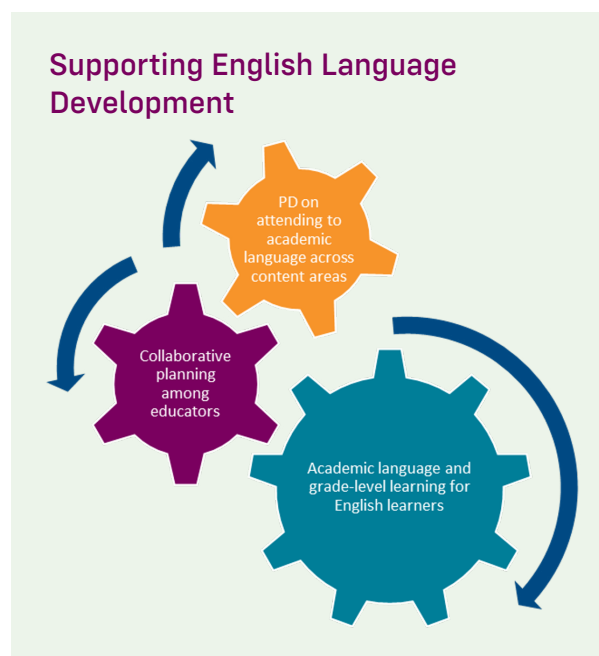 Supporting English Language
Development
PD on
attending to
academic
language across
content areas
Collaborative
planning
among
educators
Academic language and
grade-level learning for
English learners